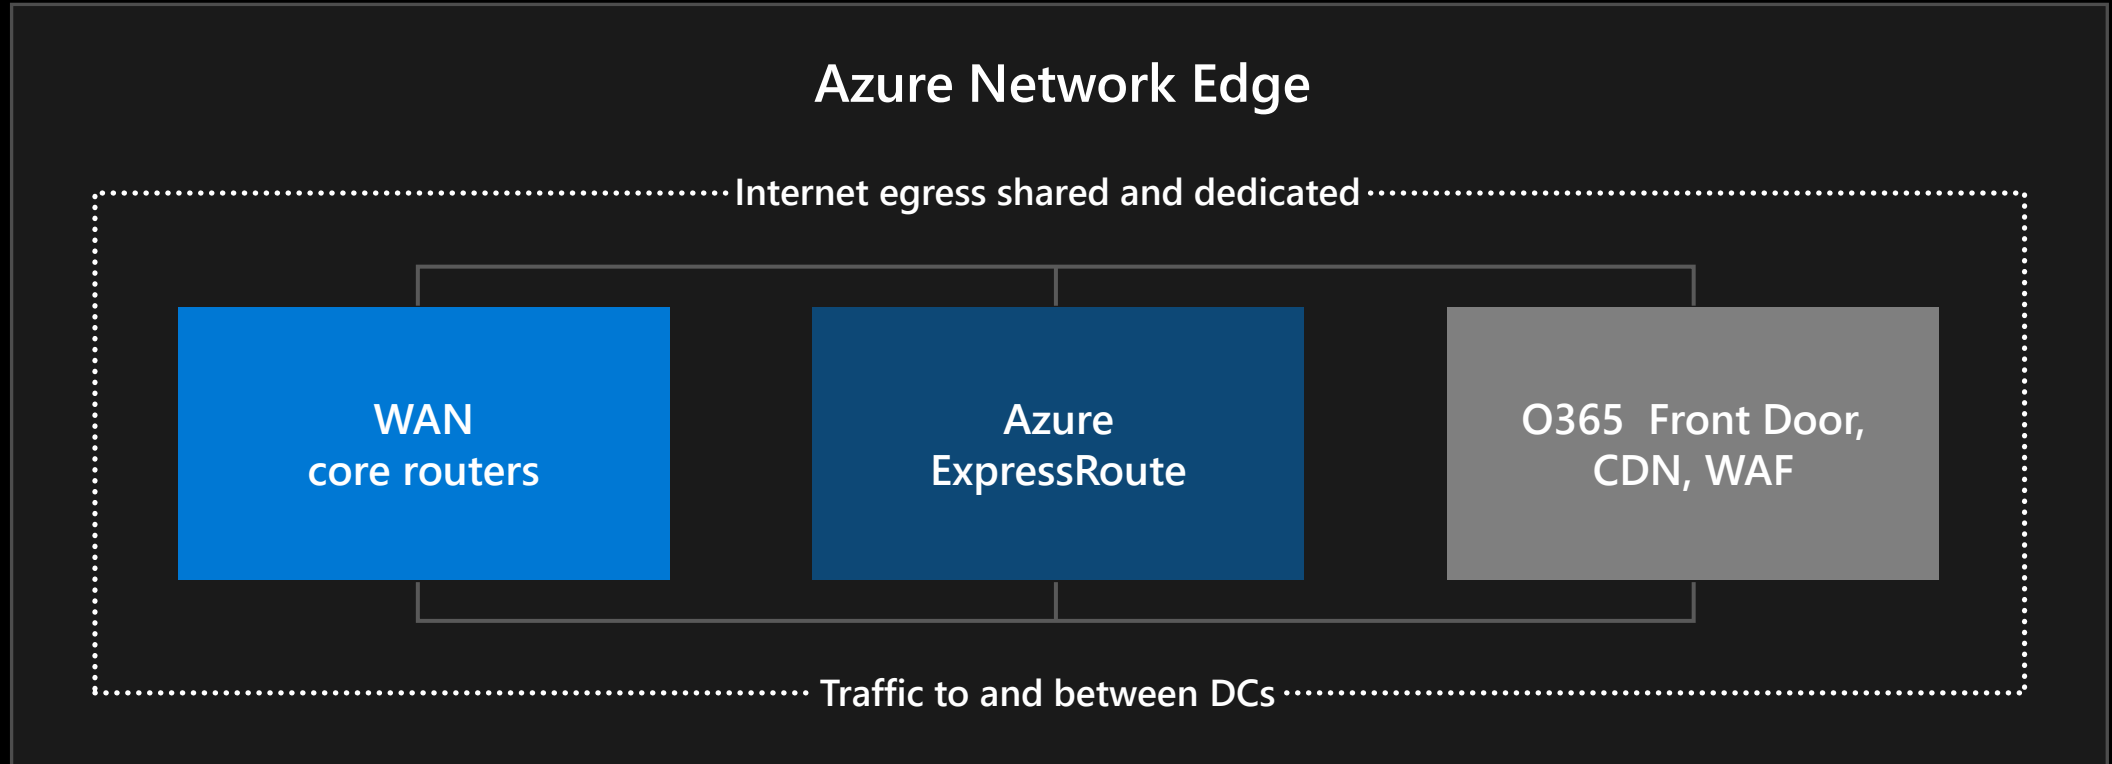 Azure Network Edge
Internet egress shared and dedicated
WAN
core routers
Azure
ExpressRoute
O365  Front Door,
CDN, WAF
Traffic to and between DCs